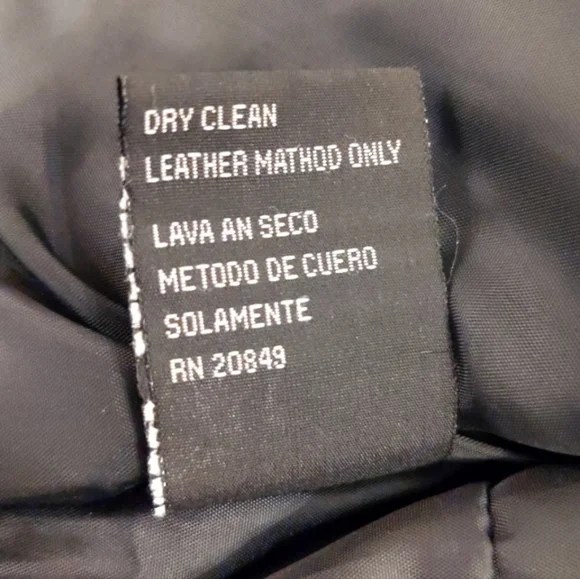 DRY CLEAN
LEATHER MATHOD ONLY
LAVA AN SECO
METODO DE CUERO
SOLAMENTE
RN 20849